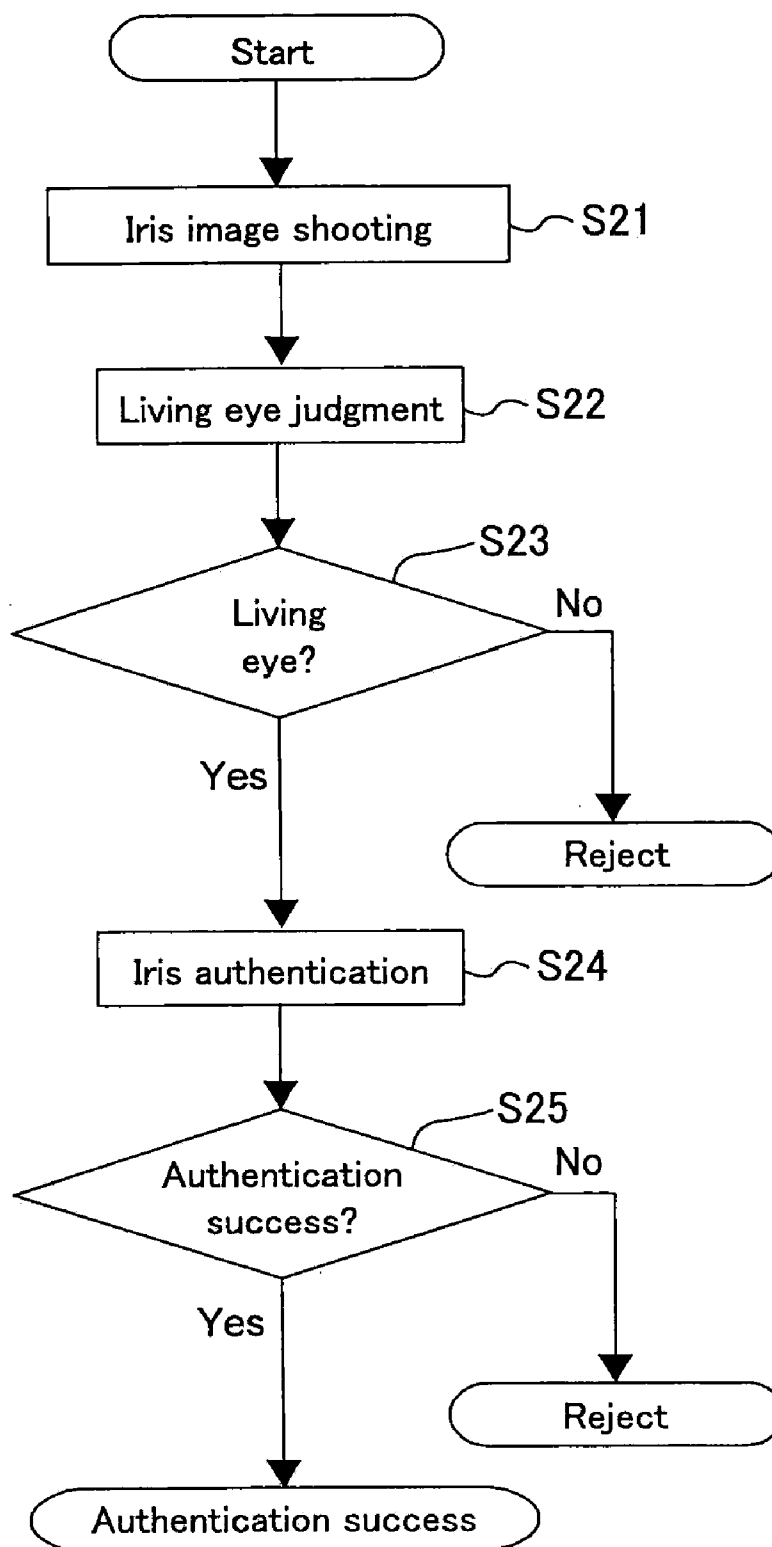 Start
Iris image shooting
S21
Living eye judgment
S22
S23
Living
eye?
No
Yes
Reject
Iris authentication
S24
S25
Authentication
success?
No
Yes
Reject
Authentication success